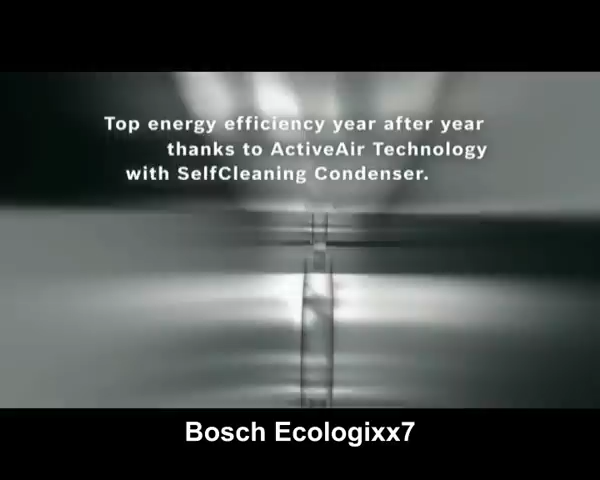 Top energy efficiency year after year
thanks to ActiveAir Technology
with SelfCleaning Condenser.
Bosch Ecologixx7